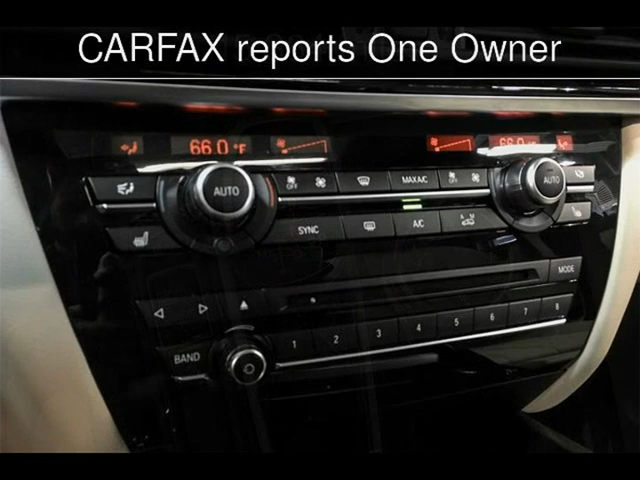 CARFAX reports One Owner
66.0 °F
66.0
AUTO
OFF
MAX A/C
OFF
AUTO
SYNC
A/C
A M
MODE
BAND
1 2 3 4 5 6 7 8